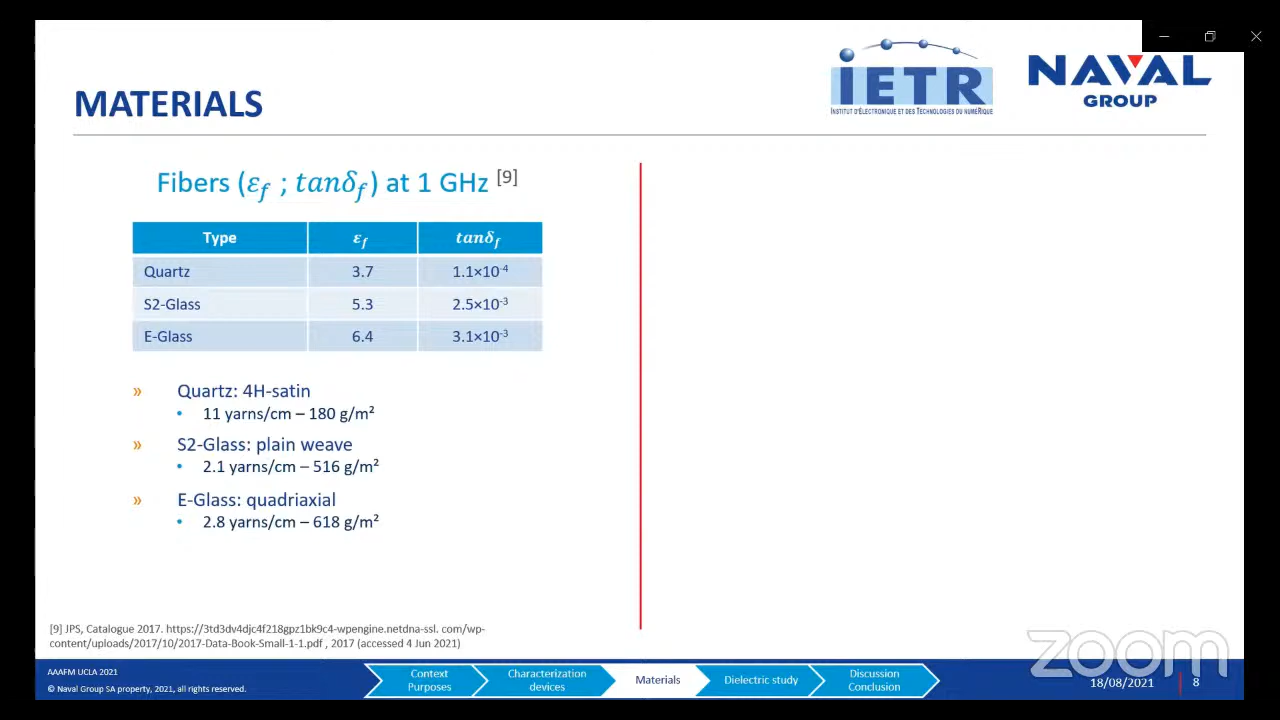 MATERIALS
IETR
INSTITUT D'ÉLECTRONIQUE ET DES TECHNOLOGIES DU NUMÉRIQUE
NAVAL
GROUP
Fibers (εf ; tanδf) at 1 GHz [9]
Type εf tanδf
Quartz 3.7 1.1×10-4
S2-Glass 5.3 2.5×10-3
E-Glass 6.4 3.1×10-3
» Quartz: 4H-satin
• 11 yarns/cm – 180 g/m²
» S2-Glass: plain weave
• 2.1 yarns/cm – 516 g/m²
» E-Glass: quadriaxial
• 2.8 yarns/cm – 618 g/m²
[9] JPS, Catalogue 2017. https://3td3dv4djc4f218gpz1bk9c4-wpengine.netdna-ssl. com/wp-
content/uploads/2017/10/2017-Data-Book-Small-1-1.pdf , 2017 (accessed 4 Jun 2021)
zoom
AAAFM UCLA 2021
© Naval Group SA property, 2021, all rights reserved.
Context
Purposes
Characterization
devices
Materials
Dielectric study
Discussion
Conclusion
18/08/2021
8